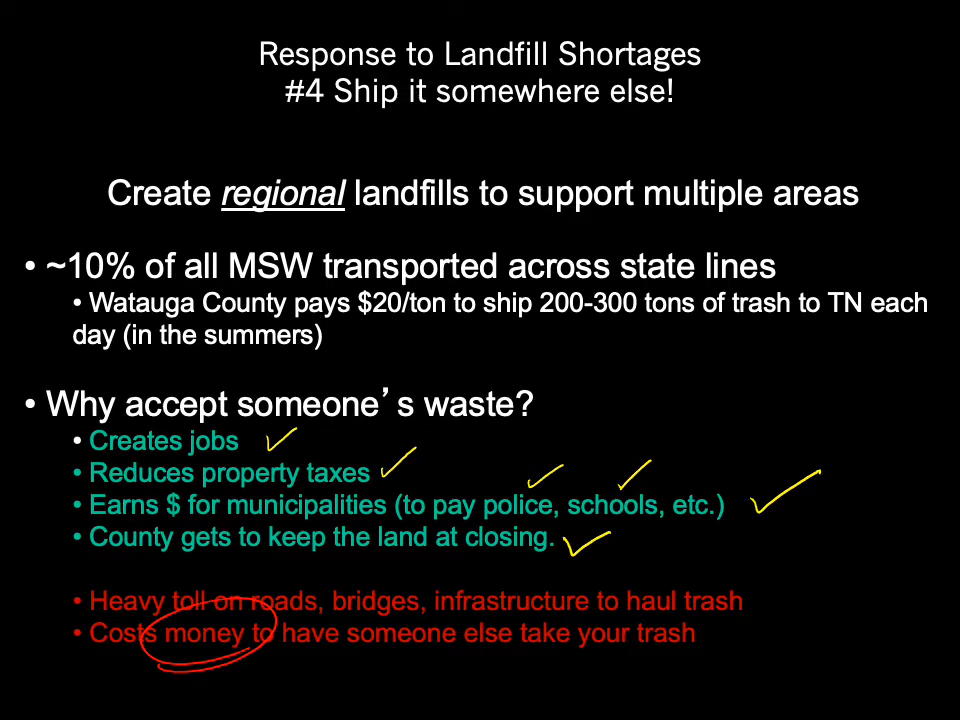 Response to Landfill Shortages
#4 Ship it somewhere else!
Create regional landfills to support multiple areas
• ~10% of all MSW transported across state lines
• Watauga County pays $20/ton to ship 200-300 tons of trash to TN each
day (in the summers)
• Why accept someone’s waste?
• Creates jobs
• Reduces property taxes
• Earns $ for municipalities (to pay police, schools, etc.)
• County gets to keep the land at closing.
• Heavy toll on roads, bridges, infrastructure to haul trash
• Costs money to have someone else take your trash